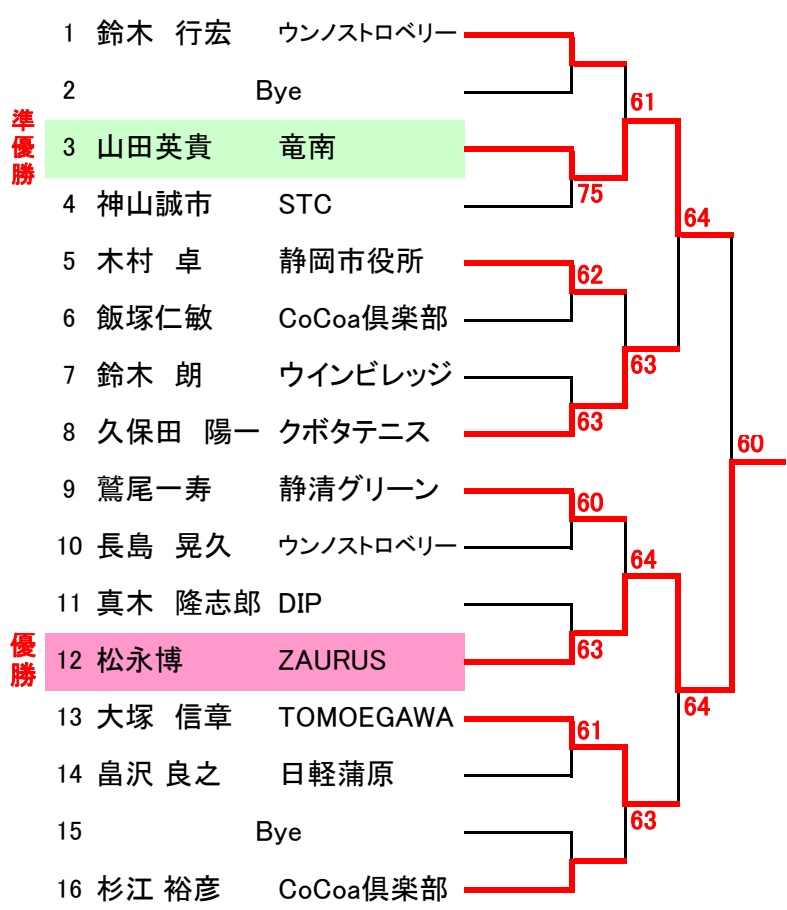 1 鈴木 行宏 ウンノストロベリー
2 Bye
準優勝
3 山田英貴 竜南
4 神山誠市 STC
5 木村 卓 静岡市役所
6 飯塚仁敏 CoCoa倶楽部
7 鈴木 朗 ウインビレッジ
8 久保田 陽一 クボタテニス
9 鷲尾一寿 静清グリーン
10 長島 晃久 ウンノストロベリー
11 真木 隆志郎 DIP
優勝
12 松永博 ZAURUS
13 大塚 信章 TOMOEGAWA
14 畠沢 良之 日軽蒲原
15 Bye
16 杉江 裕彦 CoCoa倶楽部
75
62
63
60
63
61
61
63
64
63
64
64
60